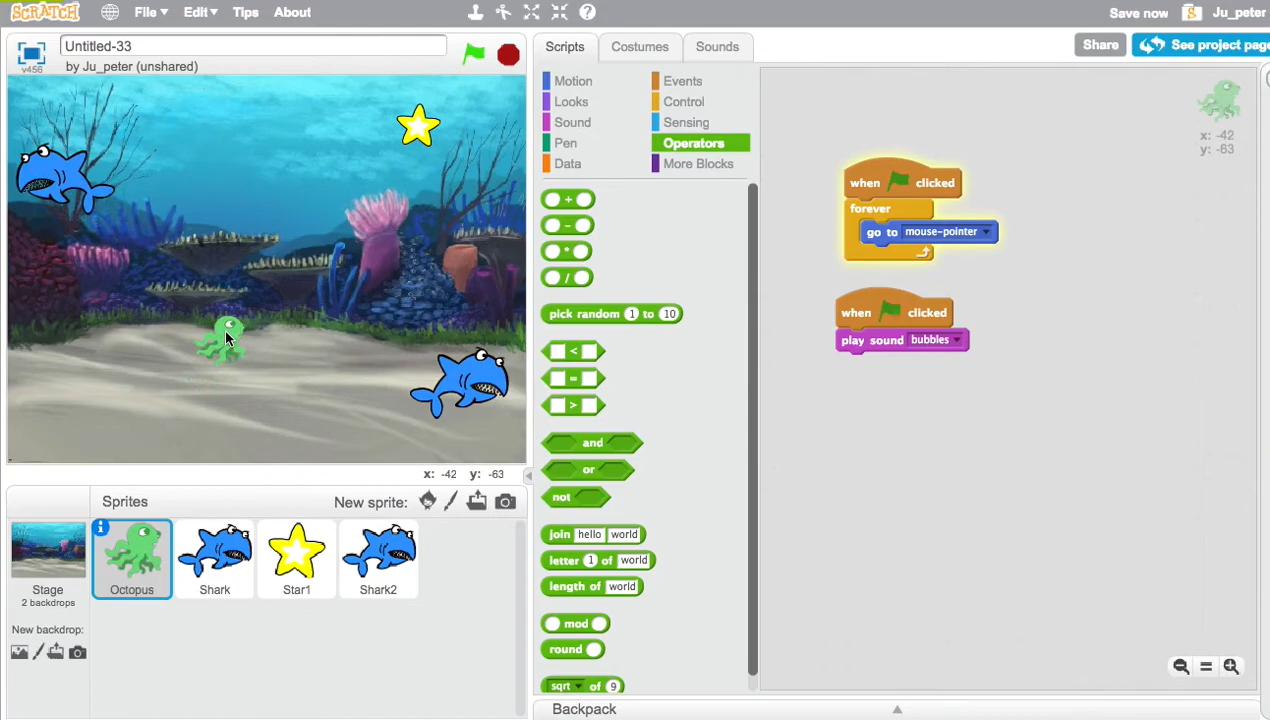 SCRATCH File Edit Tips About Save now Ju_peter
Untitled-33
by Ju_peter (unshared)
v456
Scripts Costumes Sounds Share See project page
Motion Events
Looks Control
Sound Sensing
Pen Operators
Data More Blocks
+
-
*
/
pick random 1 to 10
<
=
>
and
or
not
join hello world
letter 1 of world
length of world
mod
round
sqrt of 9
when clicked
forever
go to mouse-pointer
when clicked
play sound bubbles
x: -42
y: -63
x: -42 y: -63
Sprites New sprite:
Stage
2 backdrops
New backdrop:
Octopus Shark Star1 Shark2
Backpack